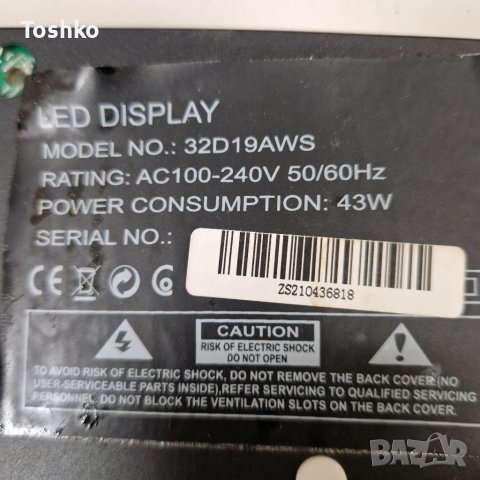 Toshko
LED DISPLAY
MODEL NO.: 32D19AWS
RATING: AC100-240V 50/60Hz
POWER CONSUMPTION: 43W
SERIAL NO.:
ZS210436818
CE
CAUTION
RISK OF ELECTRIC SHOCK
DO NOT OPEN
TO AVOID RISK OF ELECTRIC SHOCK, DO NOT REMOVE THE BACK COVER(NO
USER-SERVICEABLE PARTS INSIDE),REFER SERVICING TO QUALIFIED SERVICING
PERSONNEL. DO NOT BLOCK THE VENTILATION SLOTS ON THE BACK COVER.
BAZAR